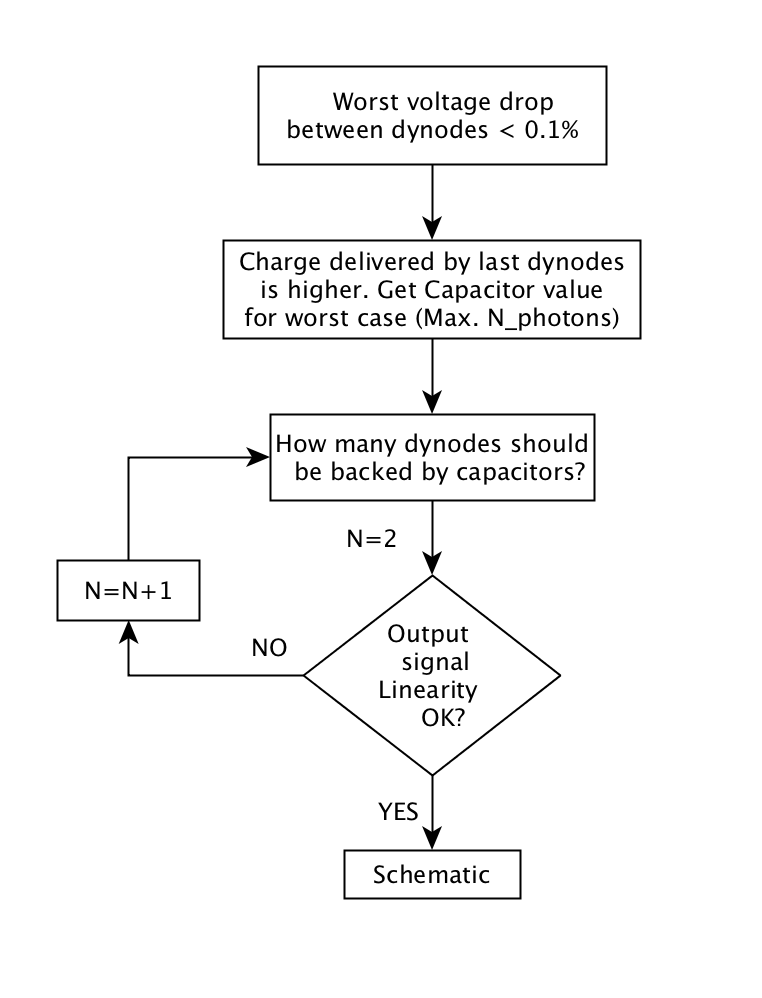 Worst voltage drop
between dynodes < 0.1%
Charge delivered by last dynodes
is higher. Get Capacitor value
for worst case (Max. N_photons)
How many dynodes should
be backed by capacitors?
N=2
N=N+1
Output
signal
Linearity
OK?
NO
YES
Schematic